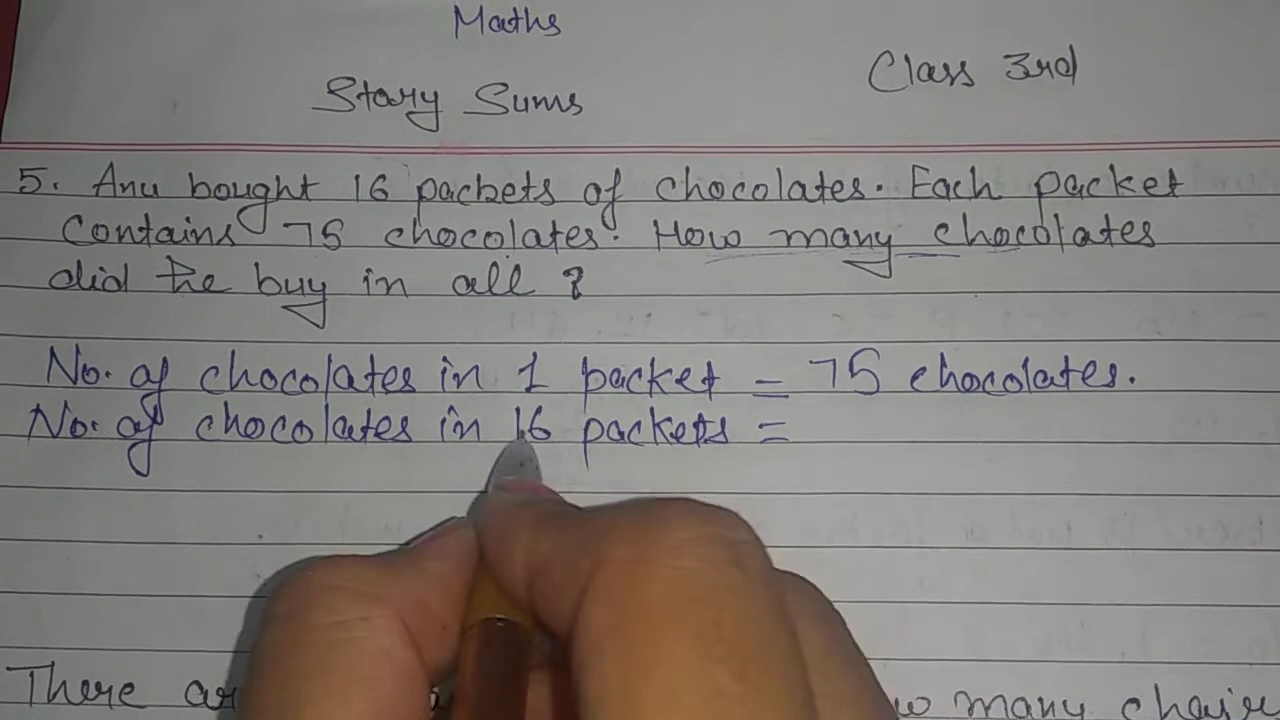 Maths
Story Sums
Class 3rd
5. Anu bought 16 packets of chocolates. Each packet
Contains 75 chocolates. How many chocolates
did he buy in all ?
No. of chocolates in 1 packet = 75 chocolates.
No. of chocolates in 16 packets =
There many chairs